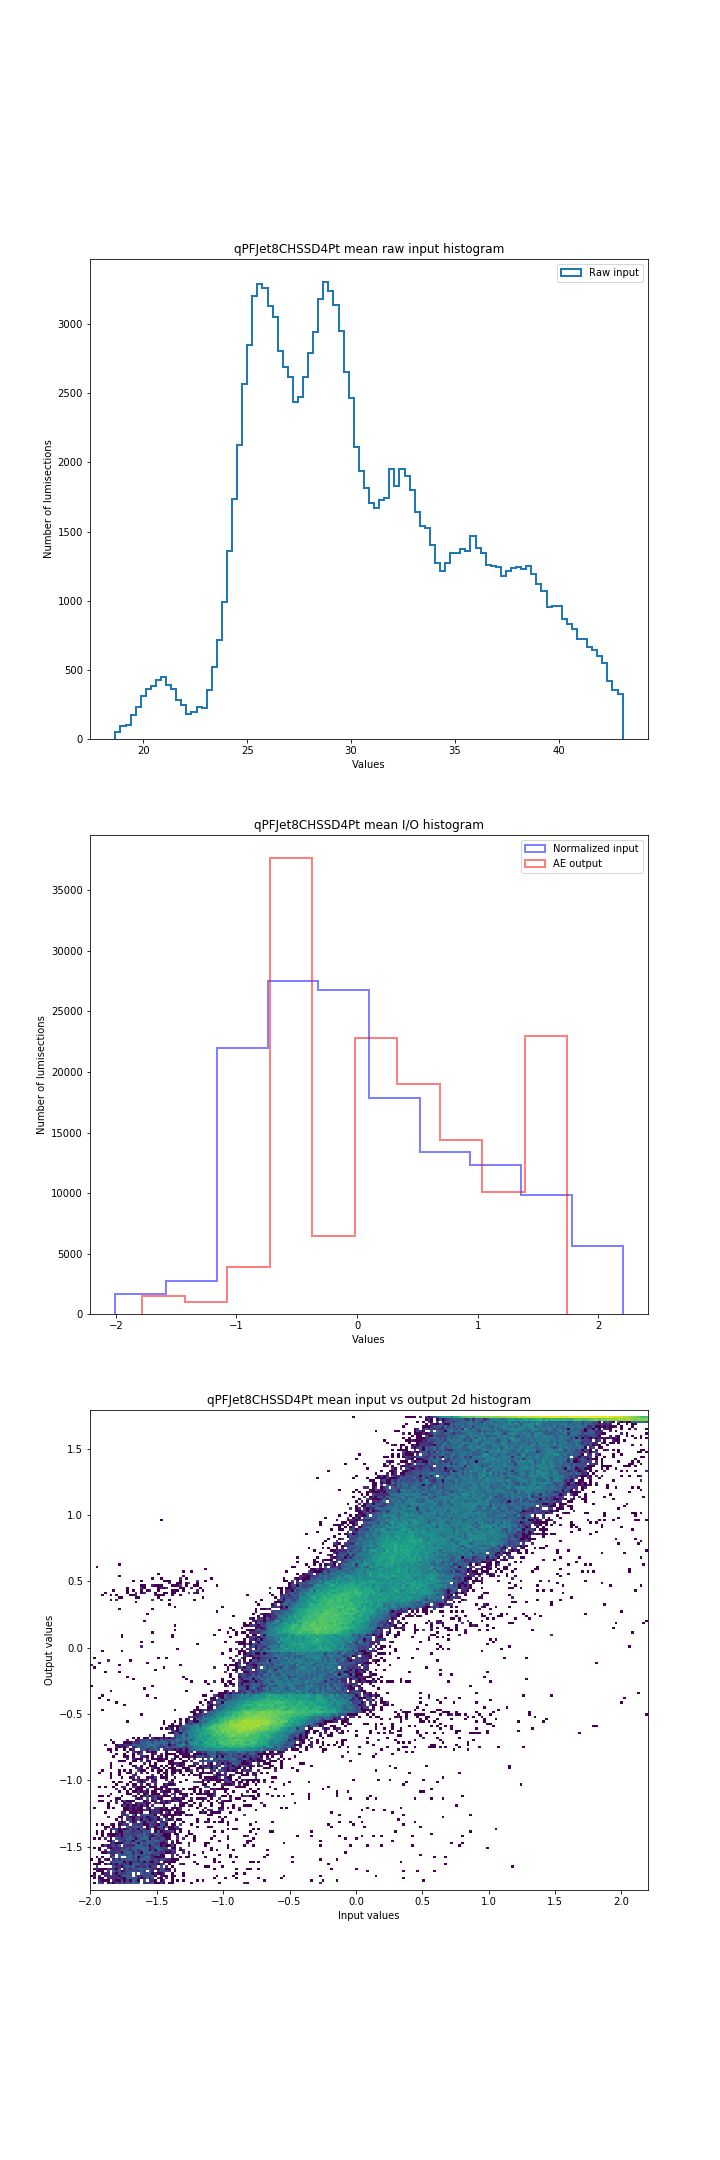 qPFJet8CHSSD4Pt mean raw input histogram
Raw input
3000
2500
2000
1500
1000
500
0
Number of lumisections
20 25 30 35 40
Values
qPFJet8CHSSD4Pt mean I/O histogram
Normalized input
AE output
35000
30000
25000
20000
15000
10000
5000
0
Number of lumisections
−2 −1 0 1 2
Values
qPFJet8CHSSD4Pt mean input vs output 2d histogram
1.5
1.0
0.5
0.0
−0.5
−1.0
−1.5
Output values
−2.0 −1.5 −1.0 −0.5 0.0 0.5 1.0 1.5 2.0
Input values